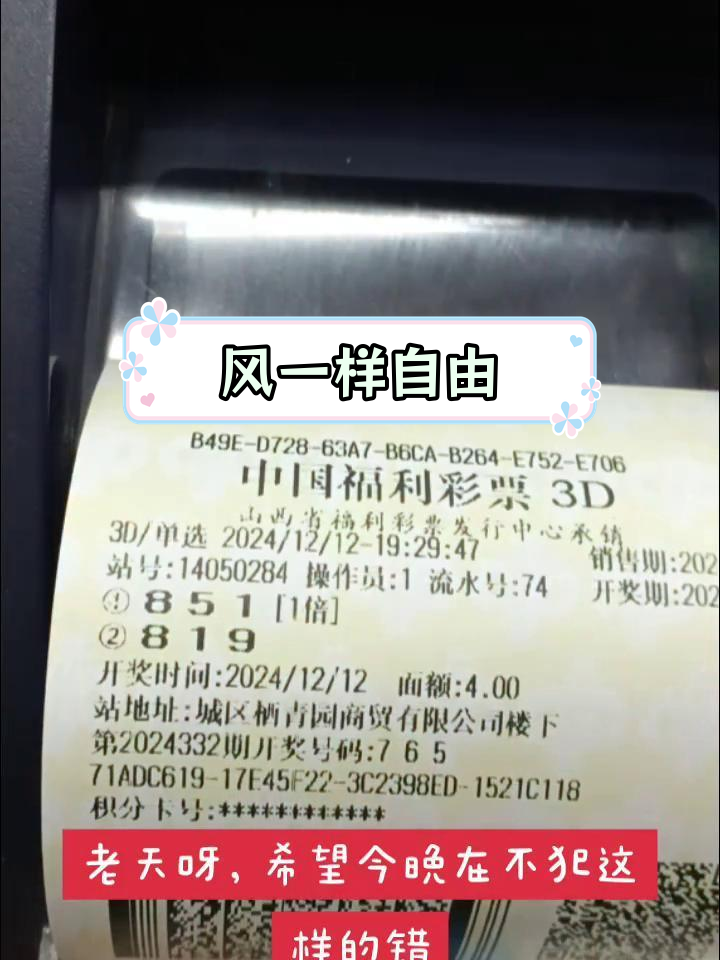 风一样自由
B49E-D728-63A7-B6CA-B264-E752-E706
中国福利彩票 3D
山西省福利彩票发行中心承销
3D/单选 2024/12/12-19:29:47 销售期:202
站号:14050284 操作员:1 流水号:74 开奖期:202
① 8 5 1 [1倍]
② 8 1 9
开奖时间:2024/12/12 面额:4.00
站地址:城区栖青园商贸有限公司楼下
第2024332期开奖号码:7 6 5
71ADC619-17E45F22-3C2398ED-1521C118
积分卡号:************
老天呀,希望今晚在不犯这
样的错